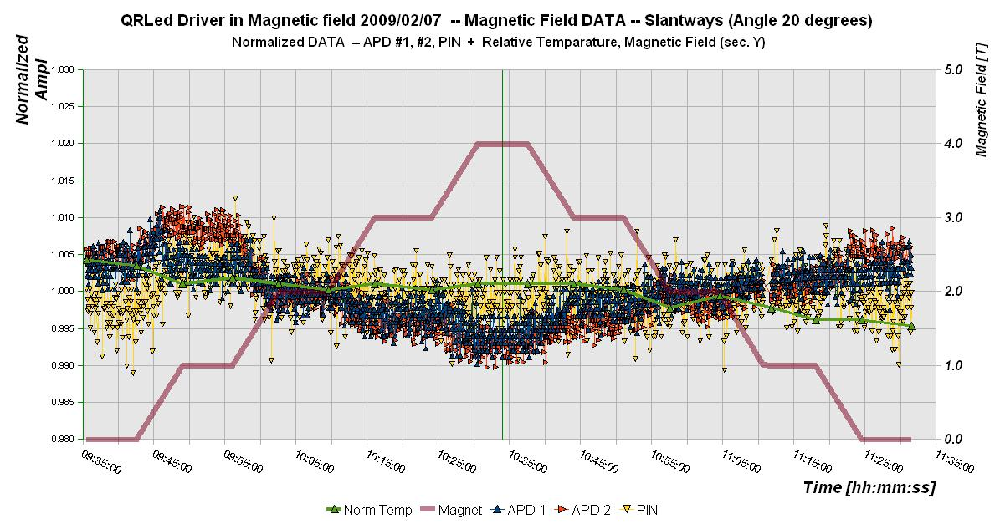 QRLed Driver in Magnetic field 2009/02/07 -- Magnetic Field DATA -- Slantways (Angle 20 degrees)
Normalized DATA -- APD #1, #2, PIN + Relative Temparature, Magnetic Field (sec. Y)
Normalized
Ampl
Magnetic Field [T]
1.030
1.025
1.020
1.015
1.010
1.005
1.000
0.995
0.990
0.985
0.980
5.0
4.0
3.0
2.0
1.0
0.0
09:35:00
09:45:00
09:55:00
10:05:00
10:15:00
10:25:00
10:35:00
10:45:00
10:55:00
11:05:00
11:15:00
11:25:00
11:35:00
Time [hh:mm:ss]
Norm Temp
Magnet
APD 1
APD 2
PIN